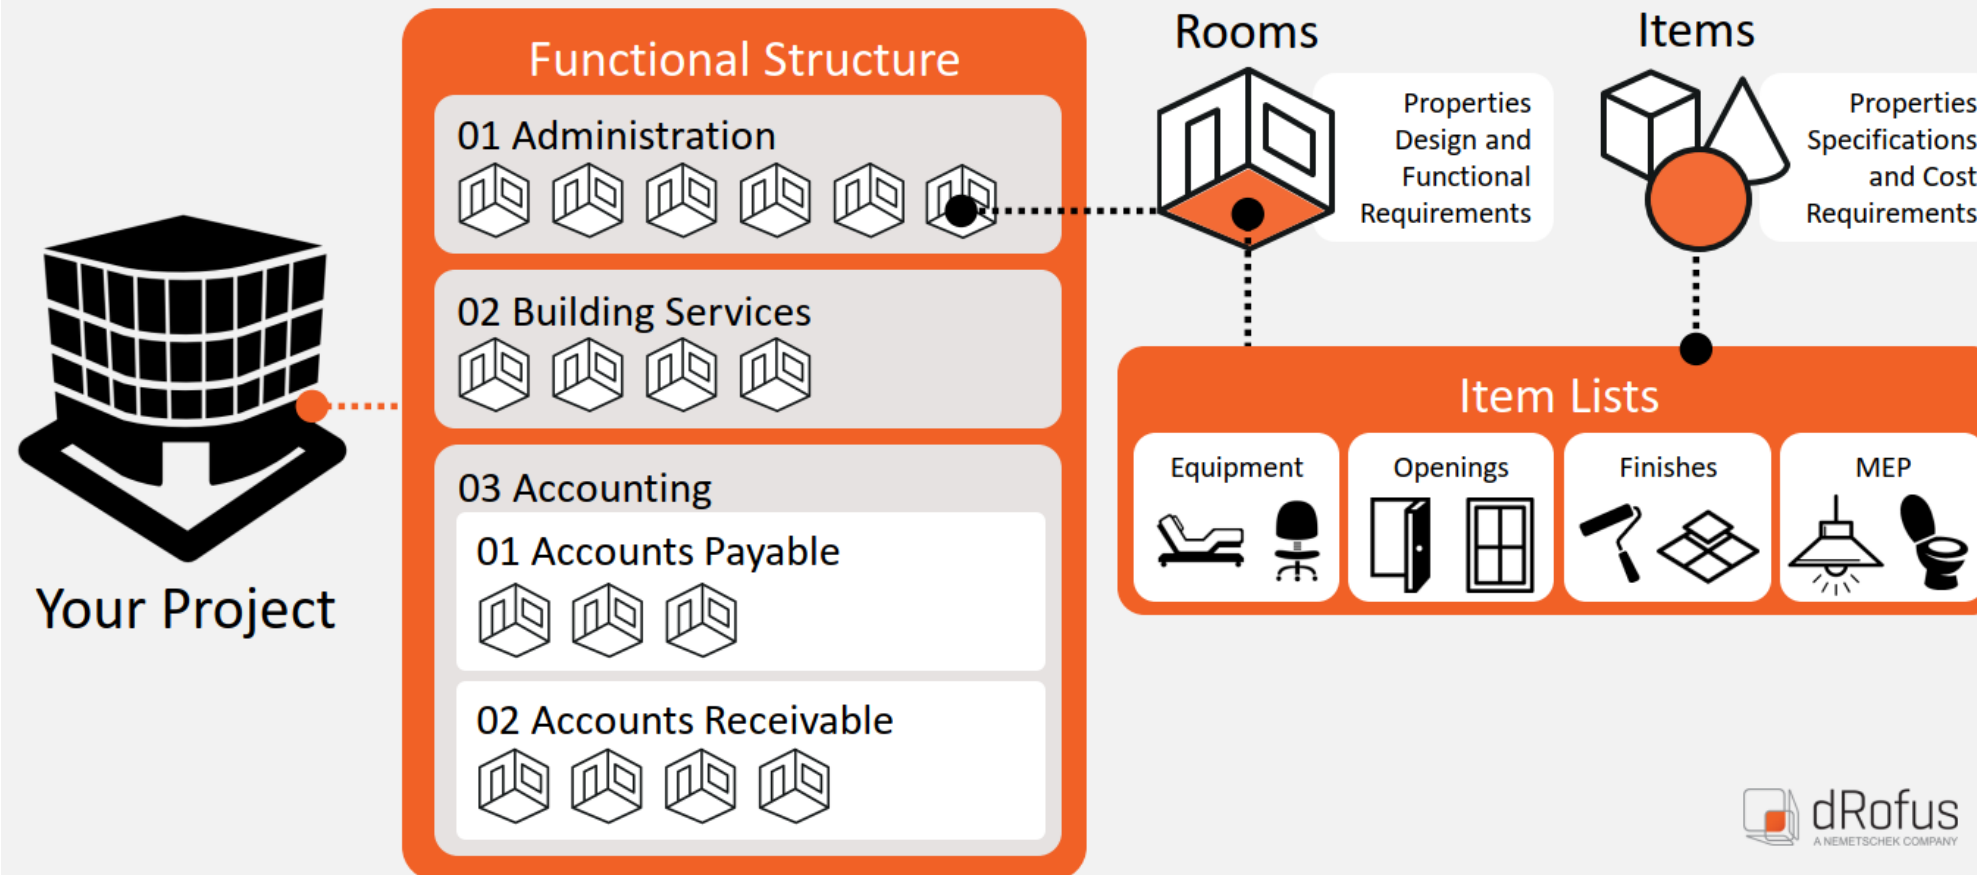 Functional Structure
01 Administration
02 Building Services
03 Accounting
01 Accounts Payable
02 Accounts Receivable
Your Project
Rooms
Properties
Design and
Functional
Requirements
Items
Properties
Specifications
and Cost
Requirements
Item Lists
Equipment
Openings
Finishes
MEP
dRofus
A NEMETSCHEK COMPANY